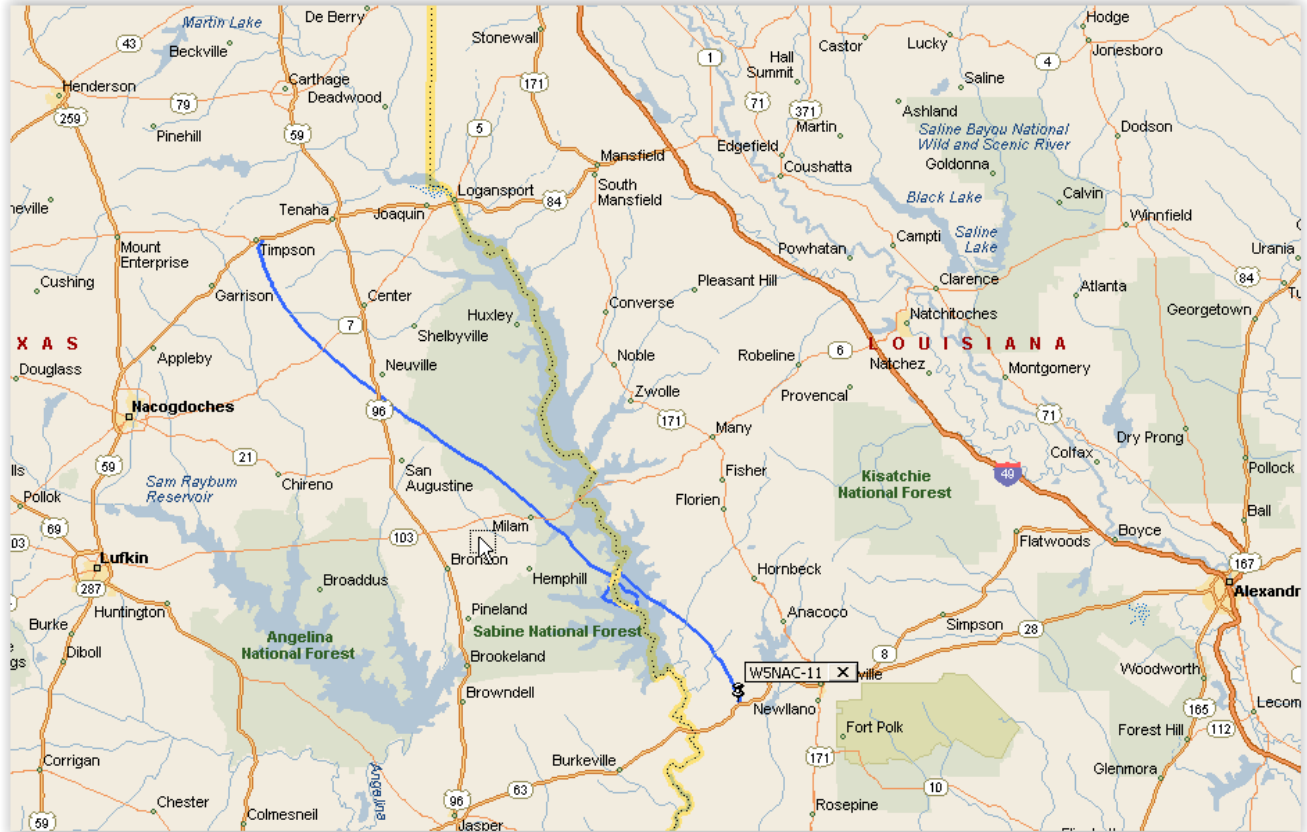 Martin Lake
De Berry
Hodge
43
Beckville
Stonewall
Castor
Lucky
Jonesboro
1
Hall
Summit
4
Henderson
Carthage
171
Saline
79
Deadwood
71
371
Ashland
259
Pinehill
59
5
Martin
Saline Bayou National
Wild and Scenic River
Dodson
Edgefield
Mansfield
Coushatta
Goldonna
South
Mansfield
Logansport
84
Black Lake
Calvin
neville
Tenaha
Joaquin
Winnfield
Campti
Saline
Lake
Mount
Enterprise
Timpson
Powhatan
Urania
Cushing
Garrison
Pleasant Hill
Clarence
84
Atlanta
Center
Converse
Georgetown
7
Huxley
Shelbyville
Natchitoches
X A S
L O U I S I A N A
Appleby
Noble
Robeline
6
Douglass
Neuville
Natchez
Montgomery
Zwolle
Provencal
Nacogdoches
96
171
71
Many
Dry Prong
59
21
San
Augustine
Fisher
Colfax
Pollock
Sam Rayburn
Reservoir
Chireno
Kisatchie
National Forest
49
Pollok
Florien
69
Milam
Ball
03
103
Boyce
Lufkin
Bronson
Flatwoods
167
287
Broaddus
Hemphill
Hornbeck
Alexandr
Huntington
Pineland
Anacoco
Burke
Sabine National Forest
Simpson
28
Angelina
National Forest
gs
Diboll
Brookeland
8
Woodworth
W5NAC-11
ville
Browndell
Newllano
165
Lecom
Fort Polk
Forest Hill
112
Corrigan
Burkeville
171
Glenmora
Angelina
63
10
Chester
96
Rosepine
59
Colmesneil
Jasper